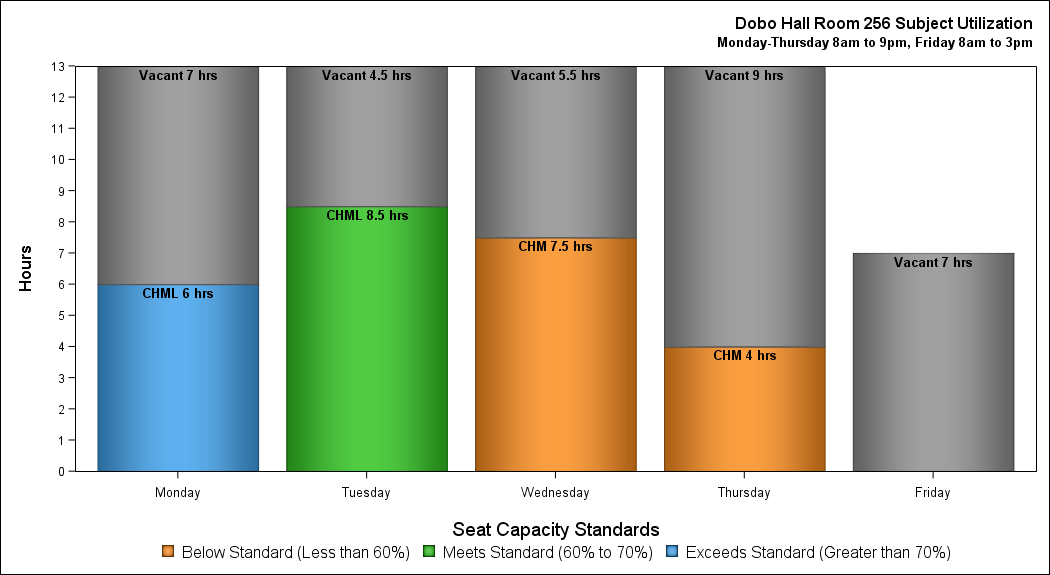 Dobo Hall Room 256 Subject Utilization
Monday-Thursday 8am to 9pm, Friday 8am to 3pm
Hours
13
12
11
10
9
8
7
6
5
4
3
2
1
0
Vacant 7 hrs
CHML 6 hrs
Vacant 4.5 hrs
CHML 8.5 hrs
Vacant 5.5 hrs
CHM 7.5 hrs
Vacant 9 hrs
CHM 4 hrs
Vacant 7 hrs
Monday Tuesday Wednesday Thursday Friday
Seat Capacity Standards
Below Standard (Less than 60%) Meets Standard (60% to 70%) Exceeds Standard (Greater than 70%)